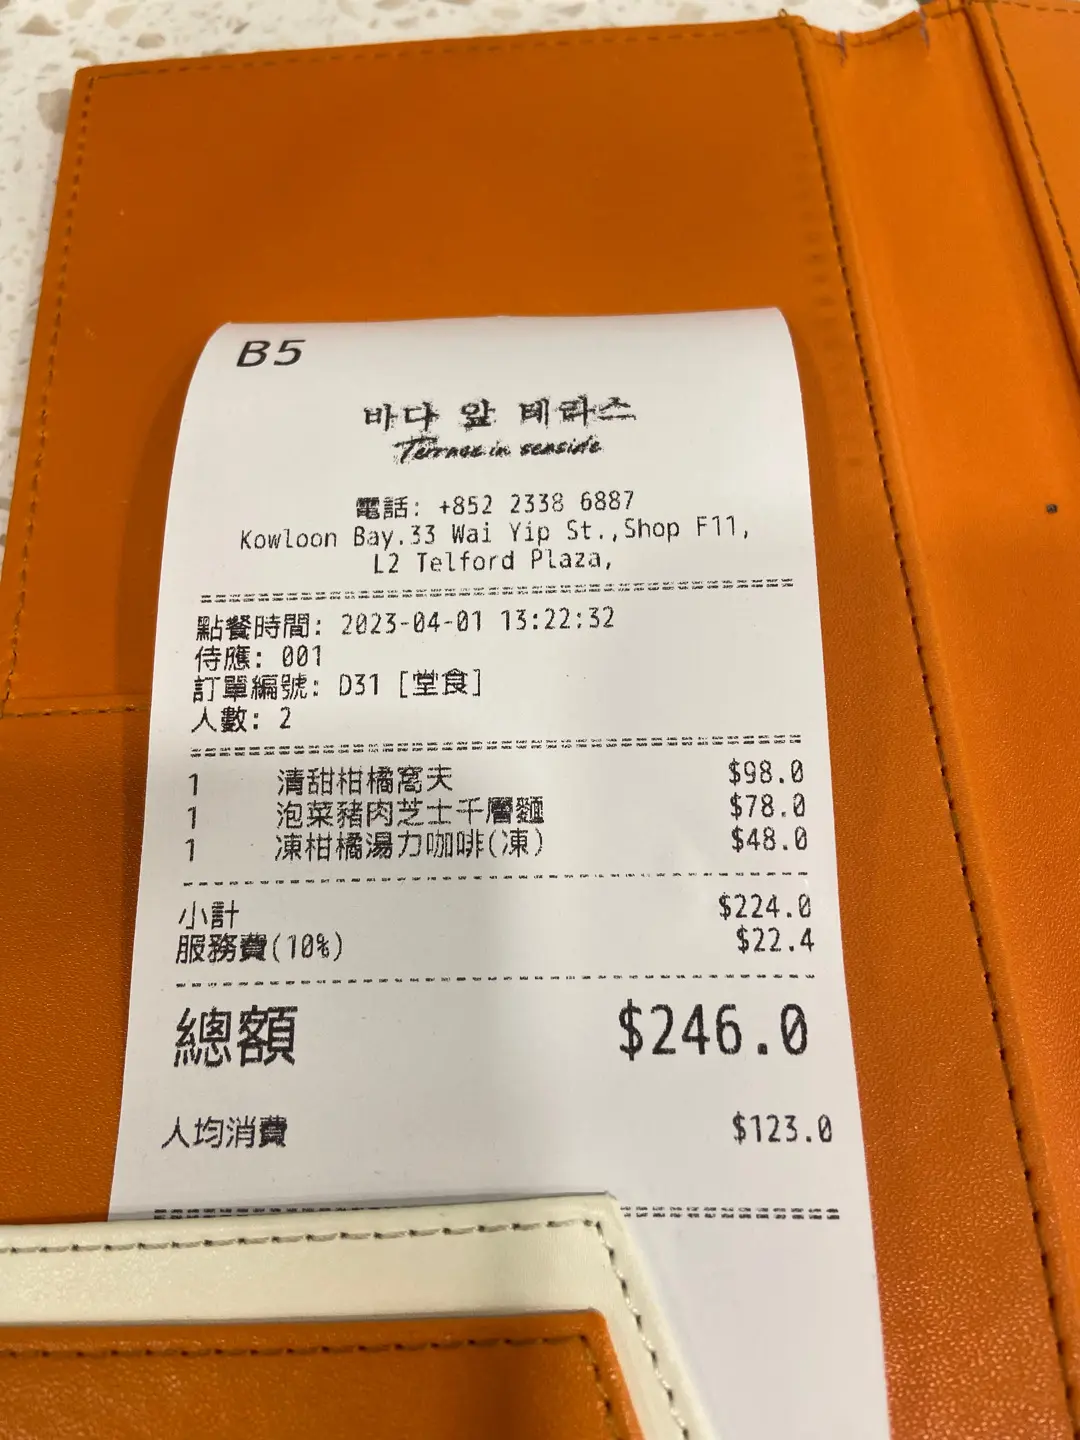 B5
바다 앞 테라스
Terrace in seaside
電話: +852 2338 6887
Kowloon Bay.33 Wai Yip St.,Shop F11,
L2 Telford Plaza,
點餐時間: 2023-04-01 13:22:32
侍應: 001
訂單編號: D31 [堂食]
人數: 2
1 清甜柑橘窩夫 $98.0
1 泡菜豬肉芝士千層麵 $78.0
1 凍柑橘湯力咖啡(凍) $48.0
小計 $224.0
服務費(10%) $22.4
總額 $246.0
人均消費 $123.0